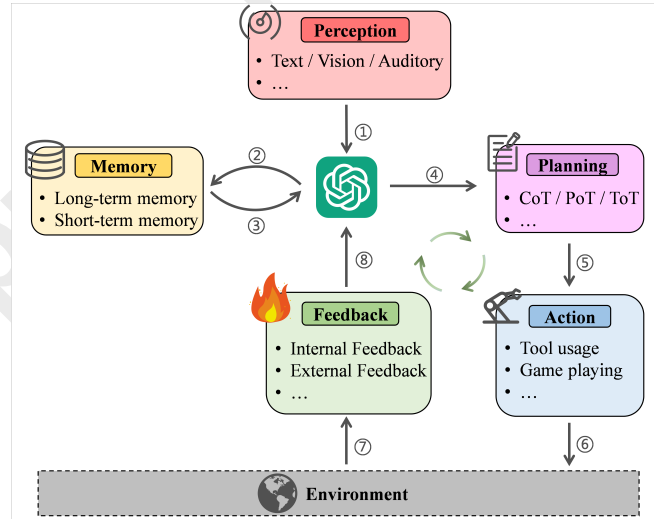 Perception
• Text / Vision / Auditory
• …
①
Memory
• Long-term memory
• Short-term memory
②
③
④
Planning
• CoT / PoT / ToT
• …
⑤
⑧
Feedback
• Internal Feedback
• External Feedback
• …
Action
• Tool usage
• Game playing
• …
⑦
⑥
Environment